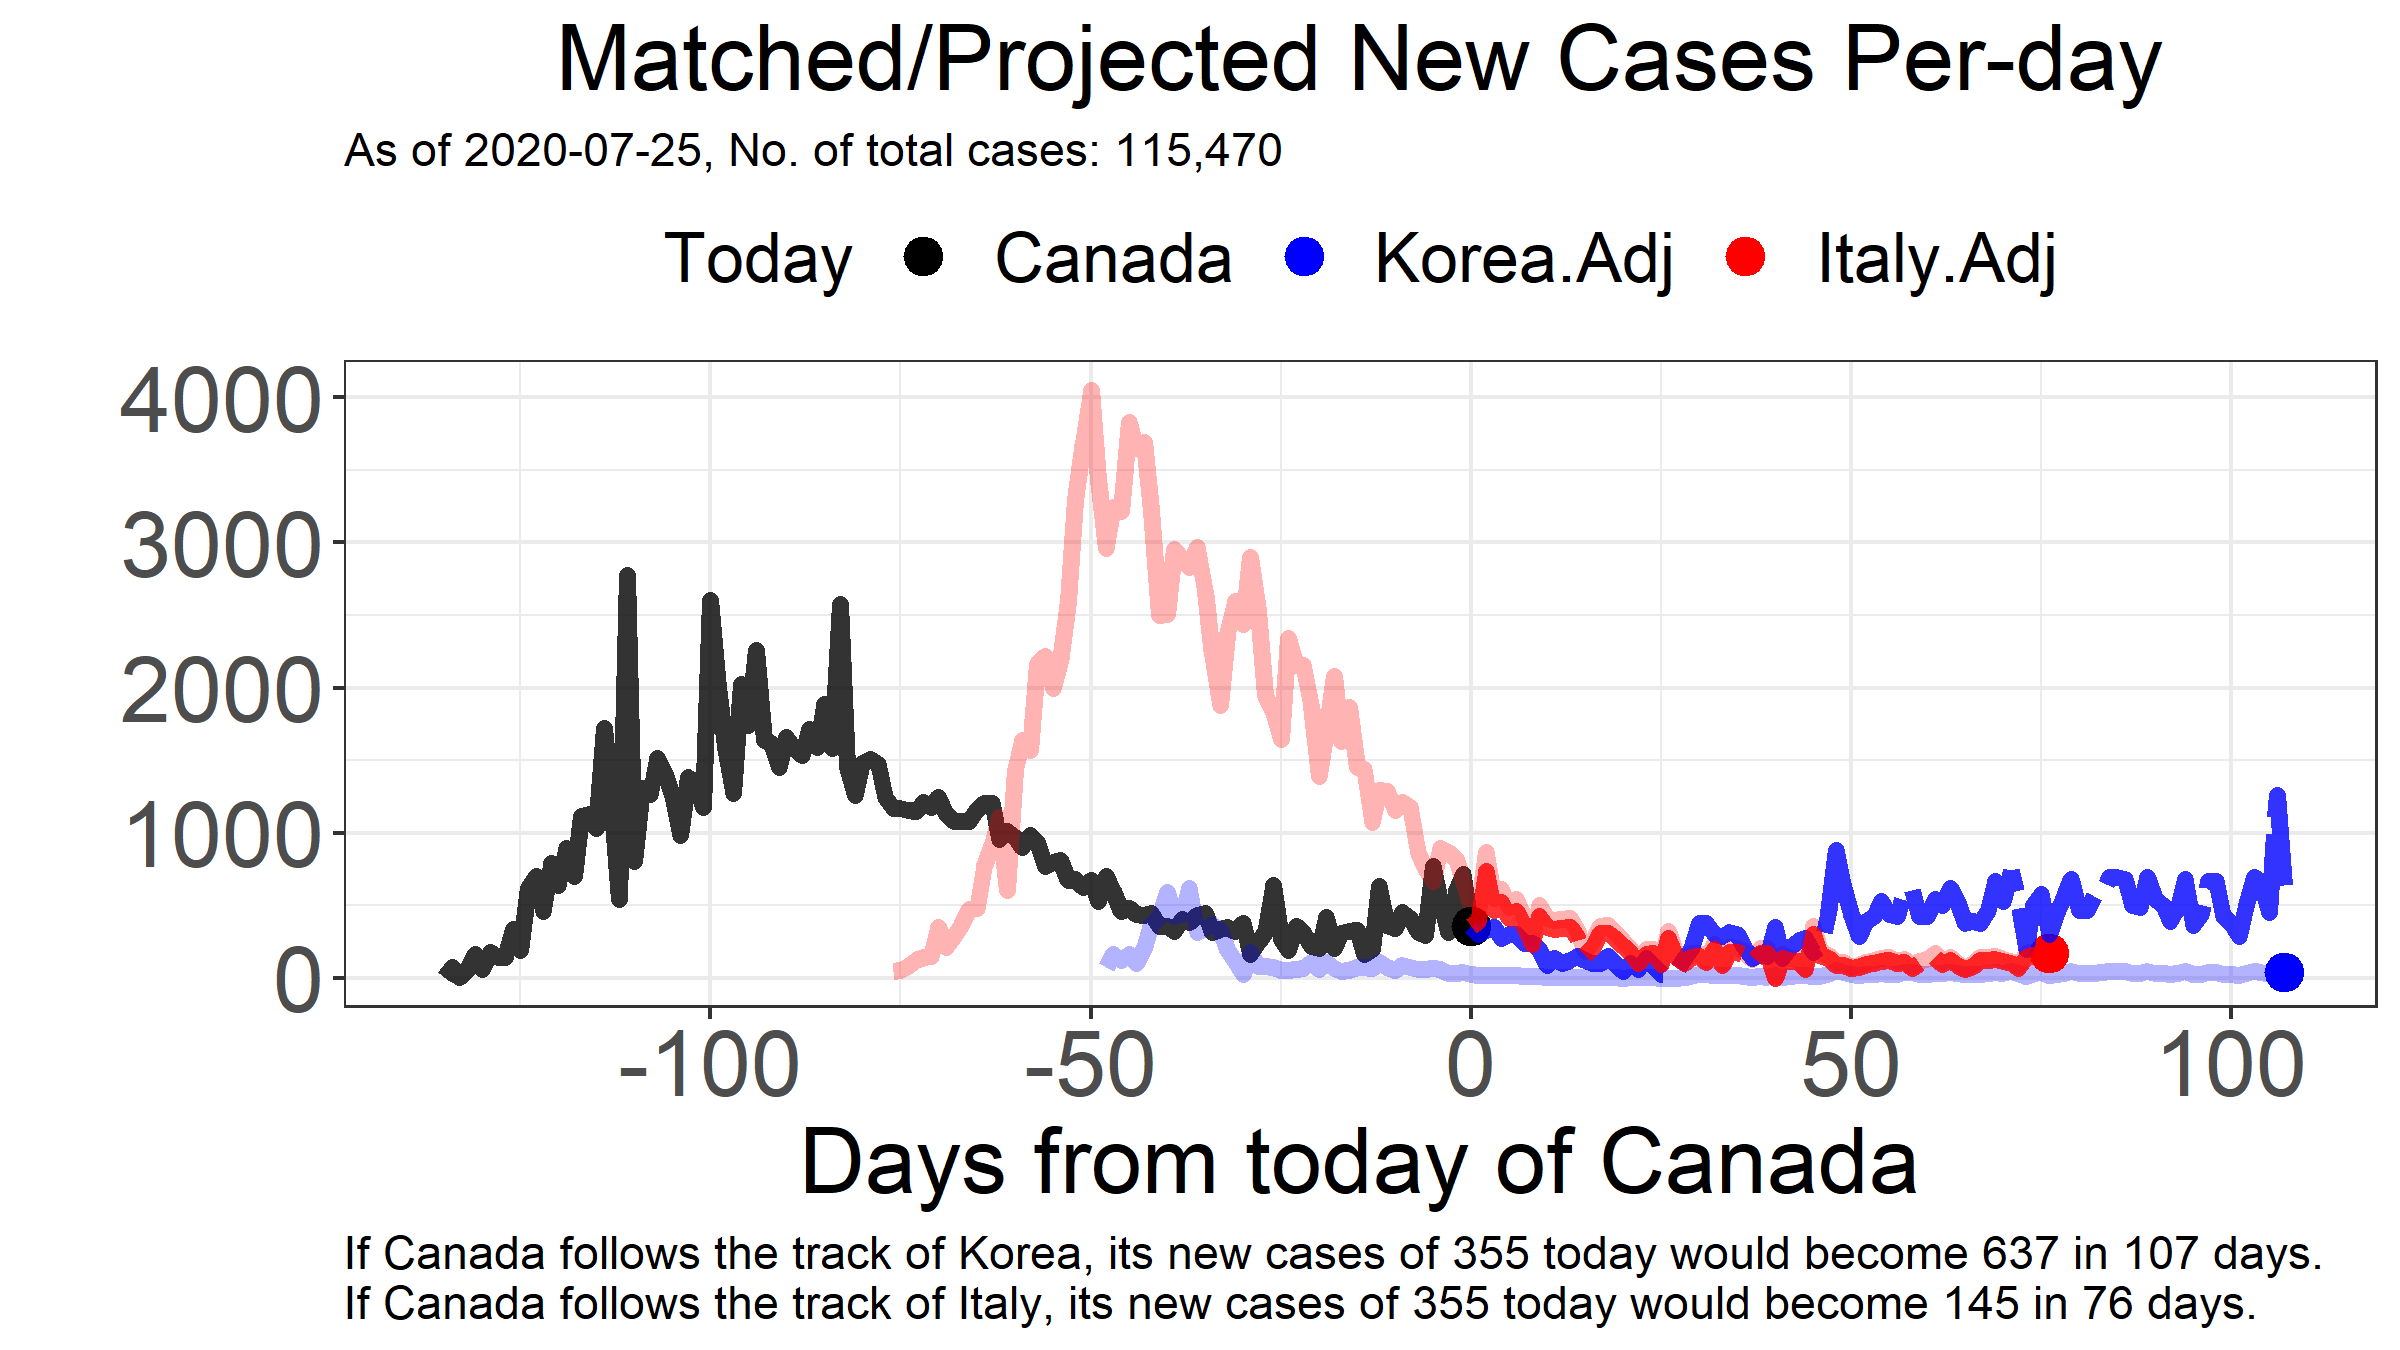 Matched/Projected New Cases Per-day
As of 2020-07-25, No. of total cases: 115,470
Today Canada Korea.Adj Italy.Adj
4000
3000
2000
1000
0
-100 -50 0 50 100
Days from today of Canada
If Canada follows the track of Korea, its new cases of 355 today would become 637 in 107 days.
If Canada follows the track of Italy, its new cases of 355 today would become 145 in 76 days.